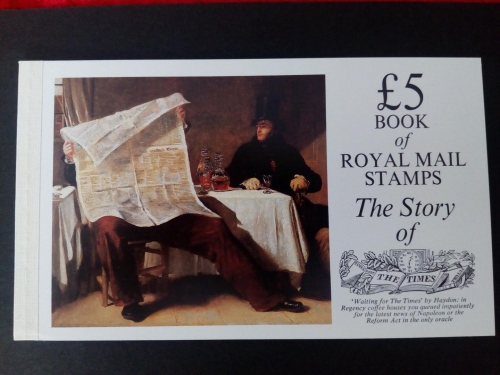 £5
BOOK
of
ROYAL MAIL
STAMPS
The Story
of
THE TIMES
'Waiting for The Times' by Haydon: in
Regency coffee houses you queued impatiently
for the latest news of Napoleon or the
Reform Act in the only oracle